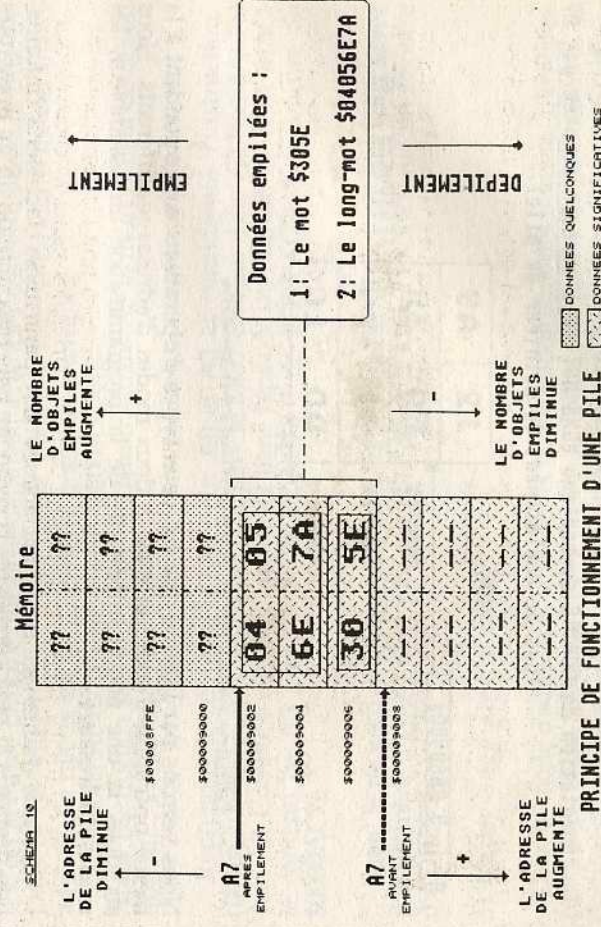 SCHEMA 10
Mémoire
L'ADRESSE
DE LA PILE
DIMINUE
-
LE NOMBRE
D'OBJETS
EMPILES
AUGMENTE
+
EMPILEMENT
?? ??
?? ??
$00008FFE ?? ??
$00009000 ?? ??
A7
APRES
EMPILEMENT
$00009002 04 05
$00009004 6E 7A
$00009006 30 5E
Données empilées :
1: Le mot $305E
2: Le long-mot $04056E7A
A7
AVANT
EMPILEMENT
$00009008 -- --
-- --
-- --
-- --
+
L'ADRESSE
DE LA PILE
AUGMENTE
-
LE NOMBRE
D'OBJETS
EMPILES
DIMINUE
DEPILEMENT
PRINCIPE DE FONCTIONNEMENT D'UNE PILE
DONNEES QUELCONQUES
DONNEES SIGNIFICATIVES